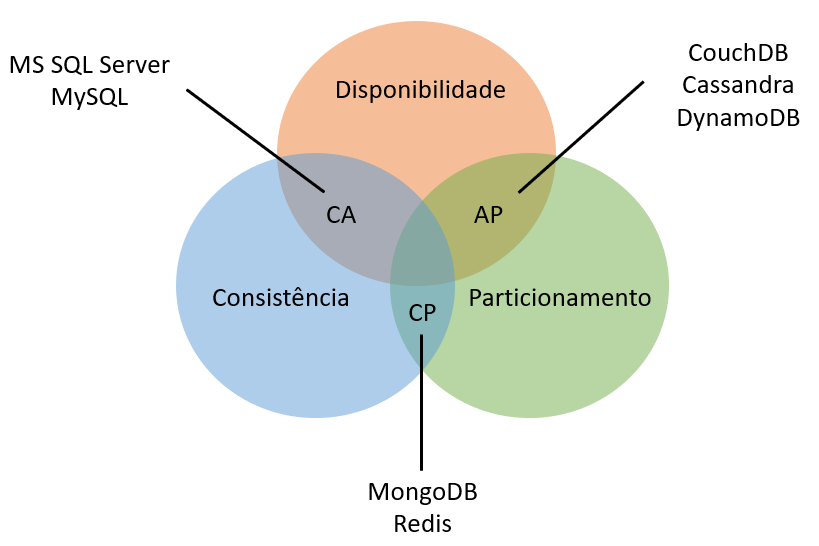 MS SQL Server
MySQL
CouchDB
Cassandra
DynamoDB
Disponibilidade
CA
AP
Consistência
Particionamento
CP
MongoDB
Redis